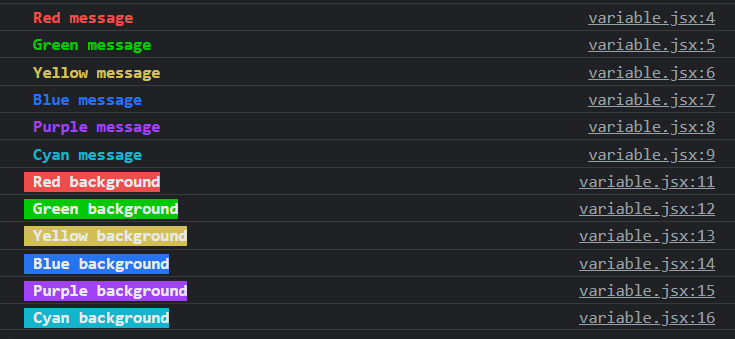 Red message variable.jsx:4
Green message variable.jsx:5
Yellow message variable.jsx:6
Blue message variable.jsx:7
Purple message variable.jsx:8
Cyan message variable.jsx:9
Red background variable.jsx:11
Green background variable.jsx:12
Yellow background variable.jsx:13
Blue background variable.jsx:14
Purple background variable.jsx:15
Cyan background variable.jsx:16